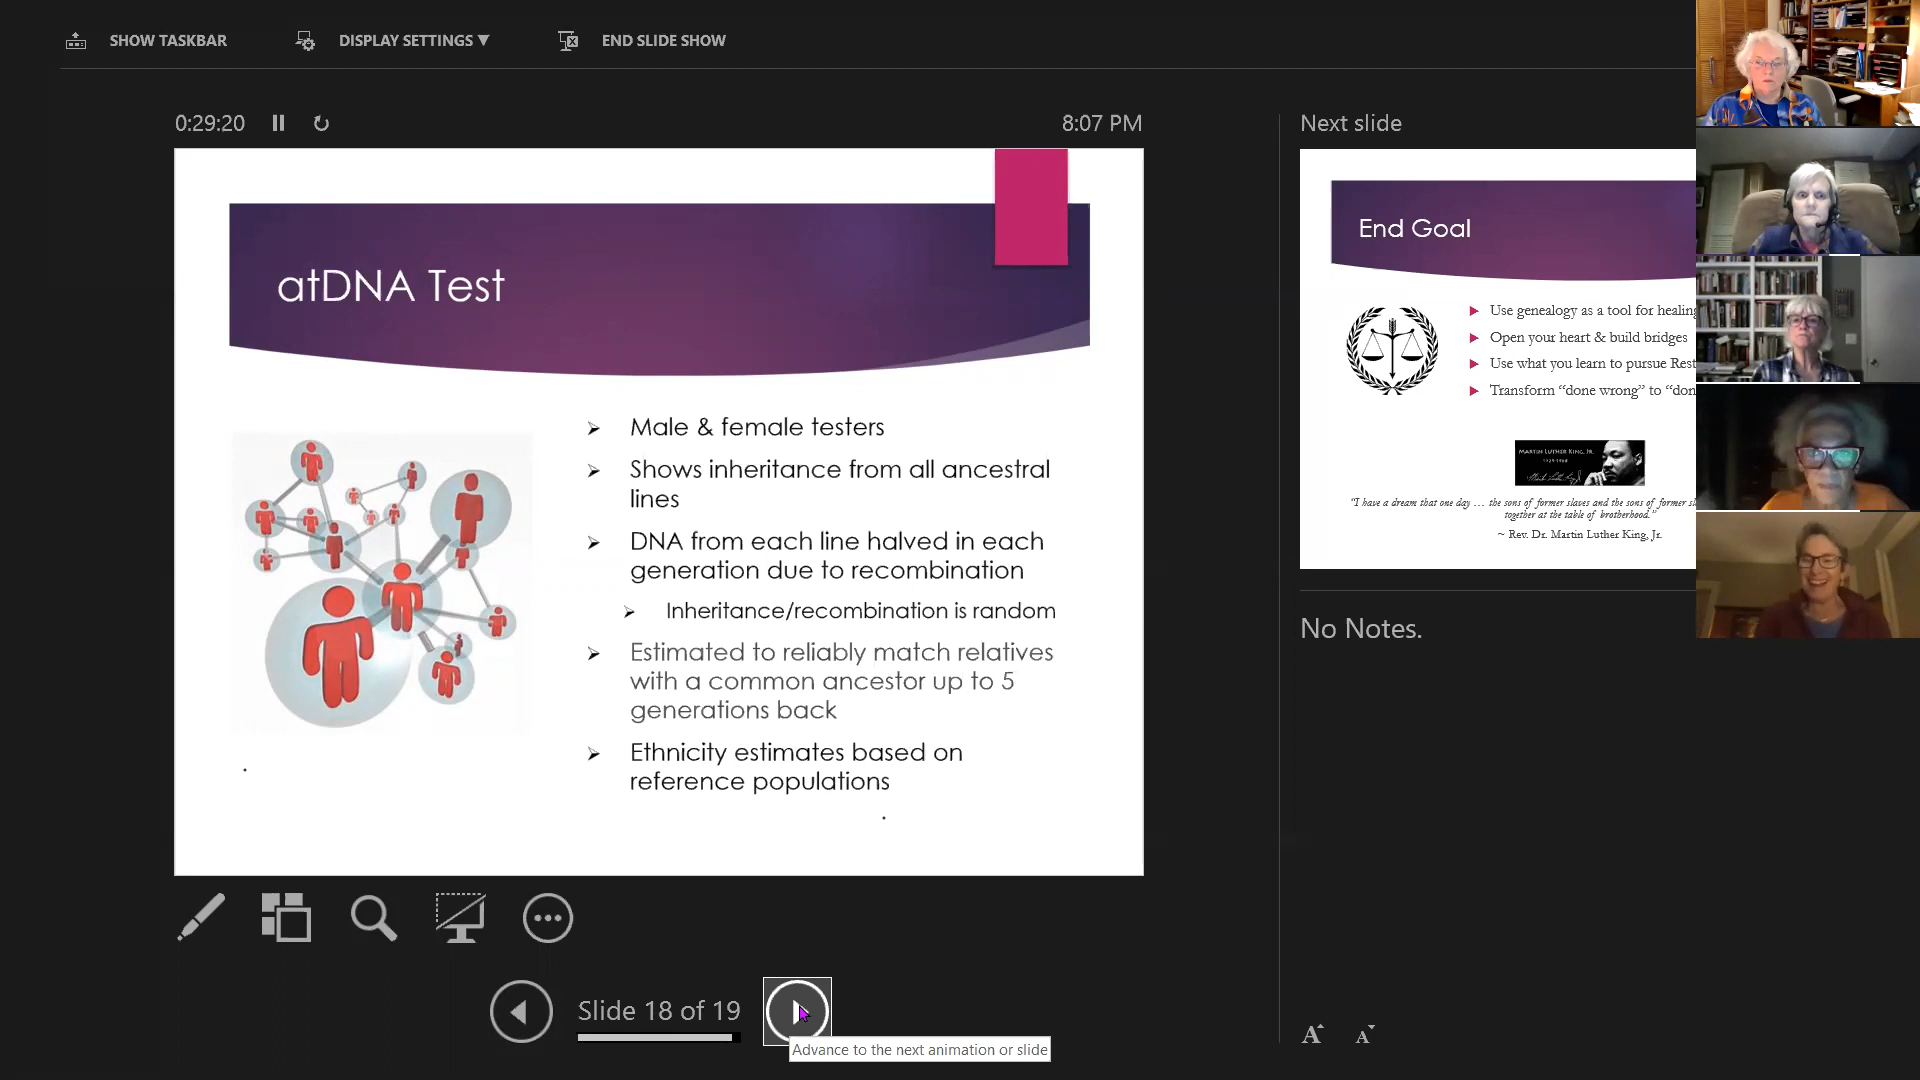 SHOW TASKBAR
DISPLAY SETTINGS ▼
END SLIDE SHOW
0:29:20
8:07 PM
atDNA Test
Male & female testers
Shows inheritance from all ancestral
lines
DNA from each line halved in each
generation due to recombination
Inheritance/recombination is random
Estimated to reliably match relatives
with a common ancestor up to 5
generations back
Ethnicity estimates based on
reference populations
Slide 18 of 19
Advance to the next animation or slide
Next slide
End Goal
Use genealogy as a tool for healing
Open your heart & build bridges
Use what you learn to pursue Rest
Transform “done wrong” to “don
MARTIN LUTHER KING, JR.
1929-1968
“I have a dream that one day … the sons of former slaves and the sons of former sl
together at the table of brotherhood.”
~ Rev. Dr. Martin Luther King, Jr.
No Notes.
A A